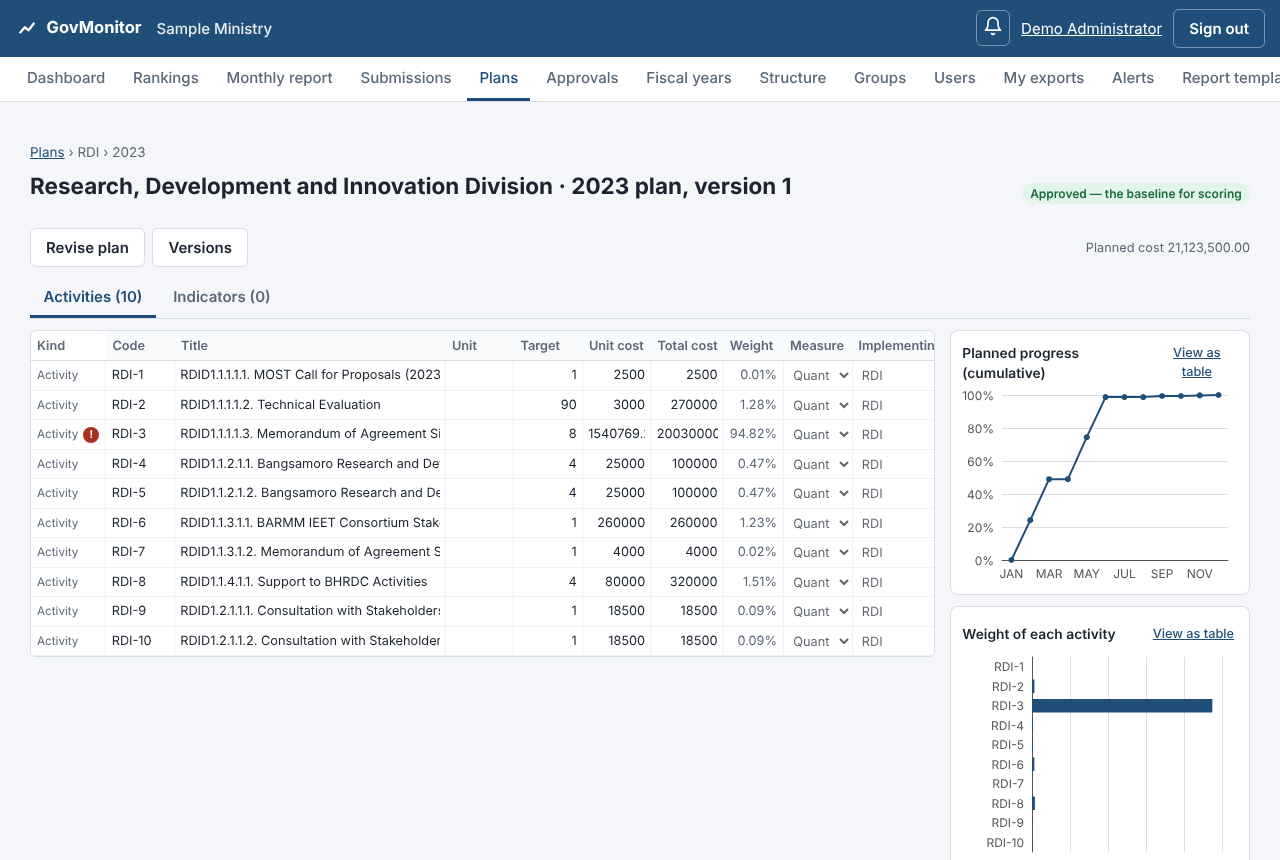 GovMonitor Sample Ministry Demo Administrator Sign out
Dashboard Rankings Monthly report Submissions Plans Approvals Fiscal years Structure Groups Users My exports Alerts Report templa
Plans › RDI › 2023
Research, Development and Innovation Division · 2023 plan, version 1
Approved — the baseline for scoring
Revise plan Versions Planned cost 21,123,500.00
Activities (10) Indicators (0)
Kind Code Title Unit Target Unit cost Total cost Weight Measure Implementin
Activity RDI-1 RDID1.1.1.1.1. MOST Call for Proposals (2023 1 2500 2500 0.01% Quant RDI
Activity RDI-2 RDID1.1.1.1.2. Technical Evaluation 90 3000 270000 1.28% Quant RDI
Activity ! RDI-3 RDID1.1.1.1.3. Memorandum of Agreement Si 8 1540769. 20030000 94.82% Quant RDI
Activity RDI-4 RDID1.1.2.1.1. Bangsamoro Research and De 4 25000 100000 0.47% Quant RDI
Activity RDI-5 RDID1.1.2.1.2. Bangsamoro Research and De 4 25000 100000 0.47% Quant RDI
Activity RDI-6 RDID1.1.3.1.1. BARMM IEET Consortium Stak 1 260000 260000 1.23% Quant RDI
Activity RDI-7 RDID1.1.3.1.2. Memorandum of Agreement S 1 4000 4000 0.02% Quant RDI
Activity RDI-8 RDID1.1.4.1.1. Support to BHRDC Activities 4 80000 320000 1.51% Quant RDI
Activity RDI-9 RDID1.2.1.1.1. Consultation with Stakeholders 1 18500 18500 0.09% Quant RDI
Activity RDI-10 RDID1.2.1.1.2. Consultation with Stakeholder 1 18500 18500 0.09% Quant RDI
Planned progress (cumulative)
View as table
100%
80%
60%
40%
20%
0%
JAN MAR MAY JUL SEP NOV
Weight of each activity View as table
RDI-1
RDI-2
RDI-3
RDI-4
RDI-5
RDI-6
RDI-7
RDI-8
RDI-9
RDI-10